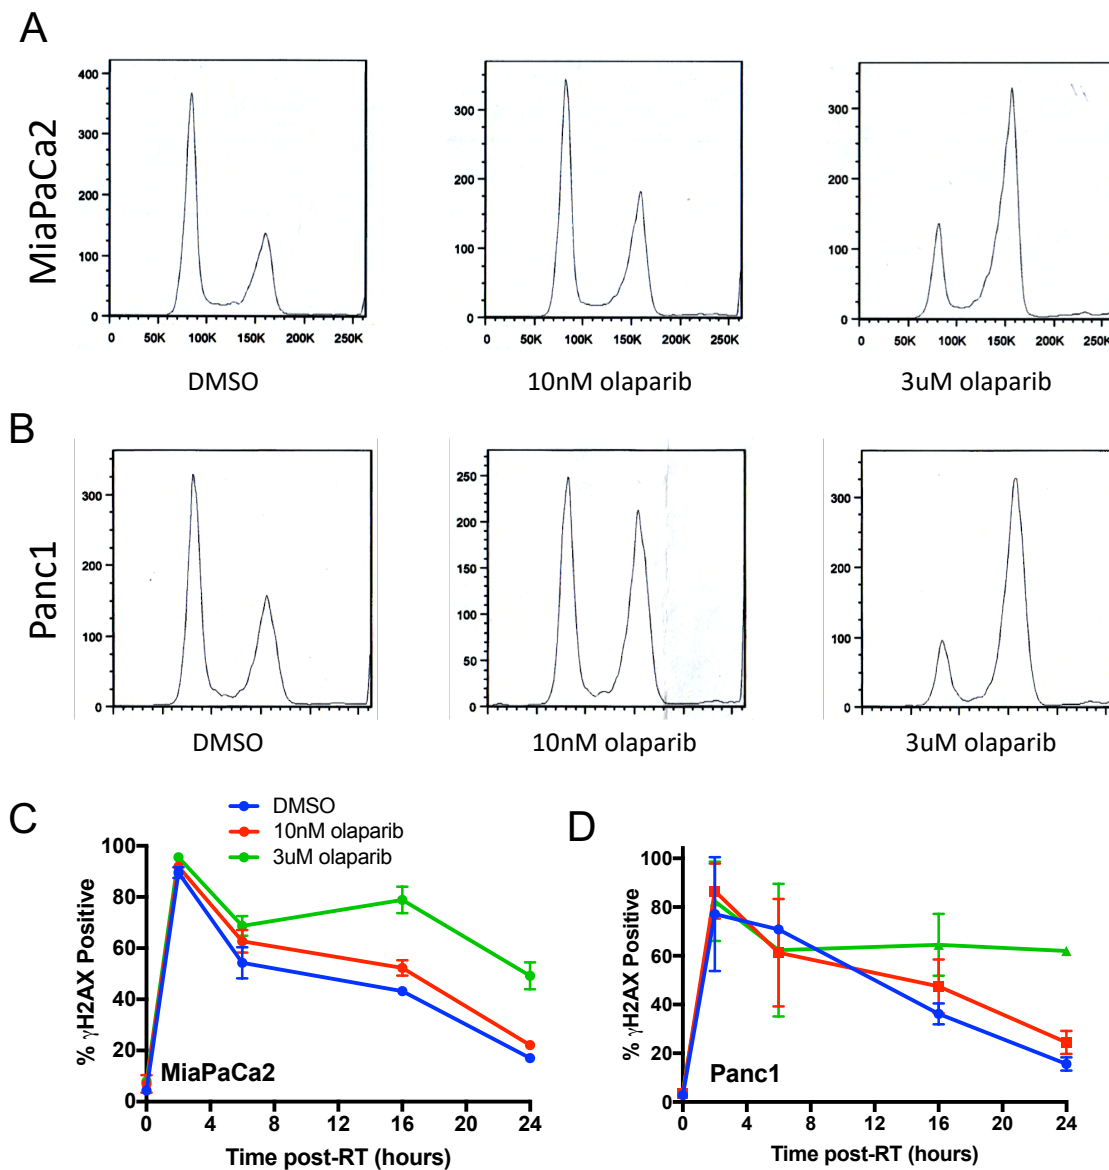 A
MiaPaCa2
400
300
200
100
0
0 50K 100K 150K 200K 250K
DMSO
300
200
100
0
0 50K 100K 150K 200K 250K
10nM olaparib
300
200
100
0
0 50K 100K 150K 200K 250K
3uM olaparib
B
Panc1
300
200
100
0
DMSO
250
200
150
100
50
0
10nM olaparib
300
200
100
0
3uM olaparib
C
DMSO
10nM olaparib
3uM olaparib
% γH2AX Positive
100
80
60
40
20
0
MiaPaCa2
0 4 8 12 16 20 24
Time post-RT (hours)
D
% γH2AX Positive
100
80
60
40
20
0
Panc1
0 4 8 12 16 20 24
Time post-RT (hours)